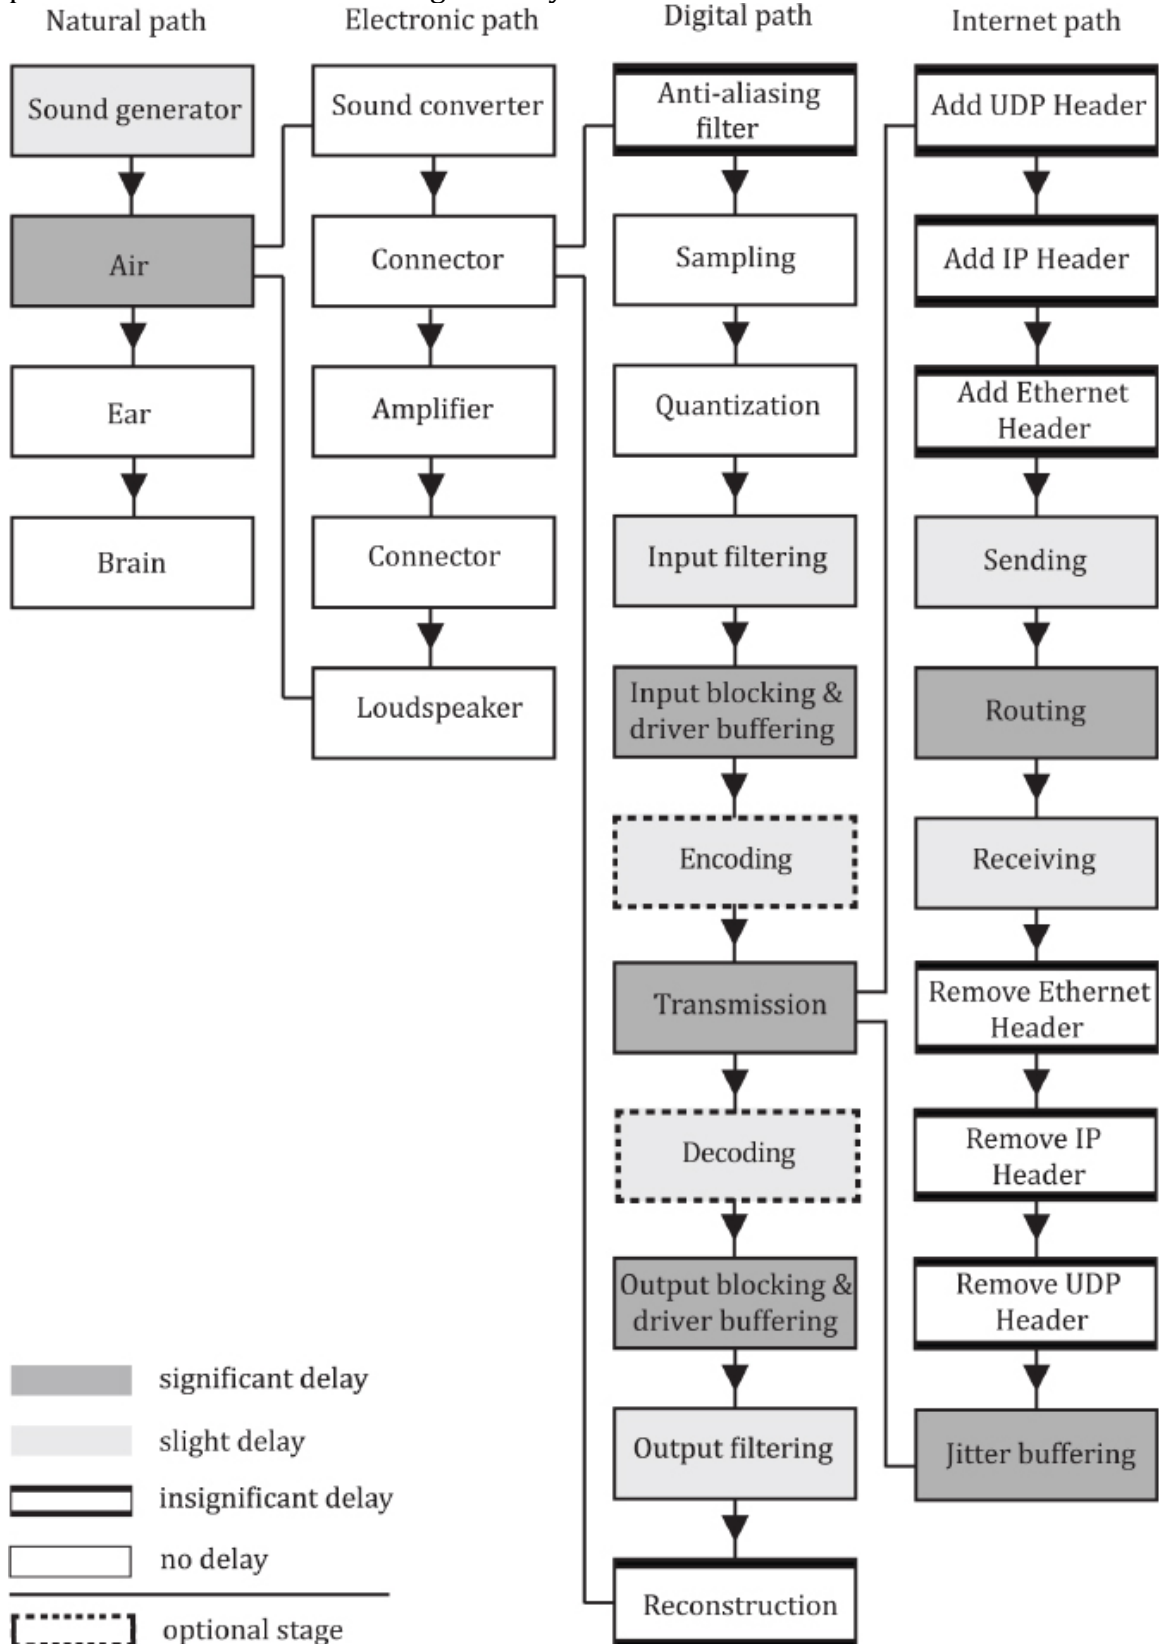 Natural path
Electronic path
Digital path
Internet path
Sound generator
Air
Ear
Brain
Sound converter
Connector
Amplifier
Connector
Loudspeaker
Anti-aliasing
filter
Sampling
Quantization
Input filtering
Input blocking &
driver buffering
Encoding
Transmission
Decoding
Output blocking &
driver buffering
Output filtering
Reconstruction
Add UDP Header
Add IP Header
Add Ethernet
Header
Sending
Routing
Receiving
Remove Ethernet
Header
Remove IP
Header
Remove UDP
Header
Jitter buffering
significant delay
slight delay
insignificant delay
no delay
optional stage